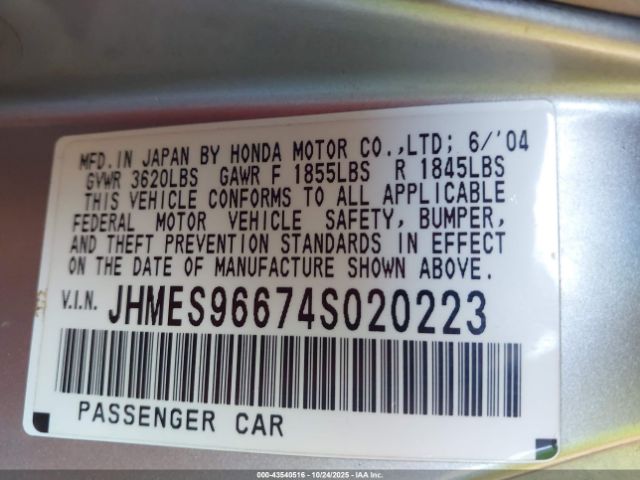 MFD.IN JAPAN BY HONDA MOTOR CO.,LTD; 6/'04
GVWR 3620LBS GAWR F 1855LBS R 1845LBS
THIS VEHICLE CONFORMS TO ALL APPLICABLE
FEDERAL MOTOR VEHICLE SAFETY, BUMPER,
AND THEFT PREVENTION STANDARDS IN EFFECT
ON THE DATE OF MANUFACTURE SHOWN ABOVE.
V.I.N. JHMES96674S020223
PASSENGER CAR
000-43540516 - 10/24/2025 - Copyright © 2025 IAA, Inc.